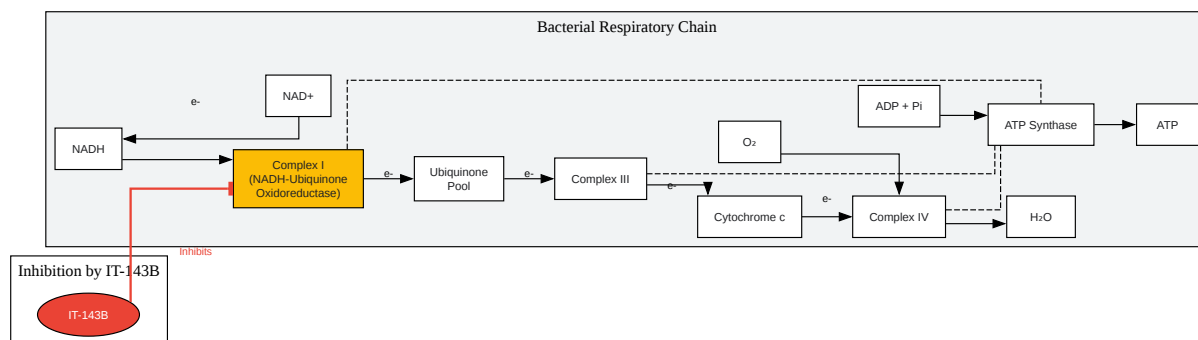 Bacterial Respiratory Chain
NAD+
e-
NADH
Complex I
(NADH-Ubiquinone
Oxidoreductase)
e-
Ubiquinone
Pool
e-
Complex III
e-
Cytochrome c
e-
O₂
Complex IV
H₂O
ADP + Pi
ATP Synthase
ATP
Inhibits
Inhibition by IT-143B
IT-143B